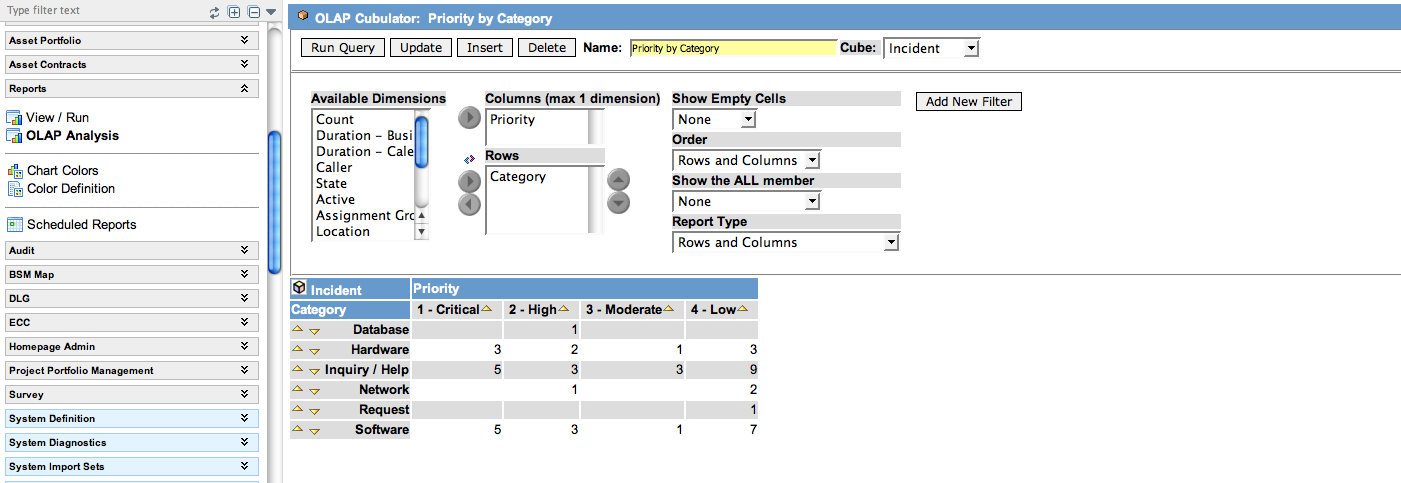 Type filter text
Asset Portfolio
Asset Contracts
Reports
View / Run
OLAP Analysis
Chart Colors
Color Definition
Scheduled Reports
Audit
BSM Map
DLG
ECC
Homepage Admin
Project Portfolio Management
Survey
System Definition
System Diagnostics
System Import Sets
OLAP Cubulator: Priority by Category
Run Query Update Insert Delete Name: Priority by Category Cube: Incident
Available Dimensions
Count
Duration - Busi
Duration - Cale
Caller
State
Active
Assignment Grc
Location
Columns (max 1 dimension)
Priority
Rows
Category
Show Empty Cells
None
Order
Rows and Columns
Show the ALL member
None
Report Type
Rows and Columns
Add New Filter
Incident Priority
Category 1 - Critical 2 - High 3 - Moderate 4 - Low
Database 1
Hardware 3 2 1 3
Inquiry / Help 5 3 3 9
Network 1 2
Request 1
Software 5 3 1 7